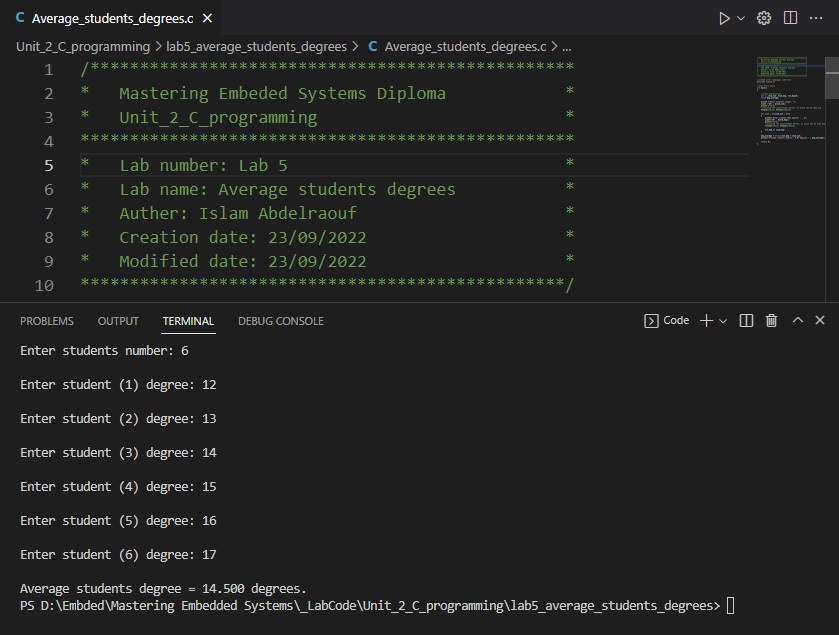 C Average_students_degrees.c
Unit_2_C_programming > lab5_average_students_degrees > C Average_students_degrees.c > ...
1 /*************************************************
2 *   Mastering Embeded Systems Diploma            *
3 *   Unit_2_C_programming                         *
4 **************************************************
5 *   Lab number: Lab 5                            *
6 *   Lab name: Average students degrees           *
7 *   Auther: Islam Abdelraouf                     *
8 *   Creation date: 23/09/2022                    *
9 *   Modified date: 23/09/2022                    *
10 *************************************************/
PROBLEMS OUTPUT TERMINAL DEBUG CONSOLE Code
Enter students number: 6
Enter student (1) degree: 12
Enter student (2) degree: 13
Enter student (3) degree: 14
Enter student (4) degree: 15
Enter student (5) degree: 16
Enter student (6) degree: 17
Average students degree = 14.500 degrees.
PS D:\Embded\Mastering Embedded Systems\_LabCode\Unit_2_C_programming\lab5_average_students_degrees>